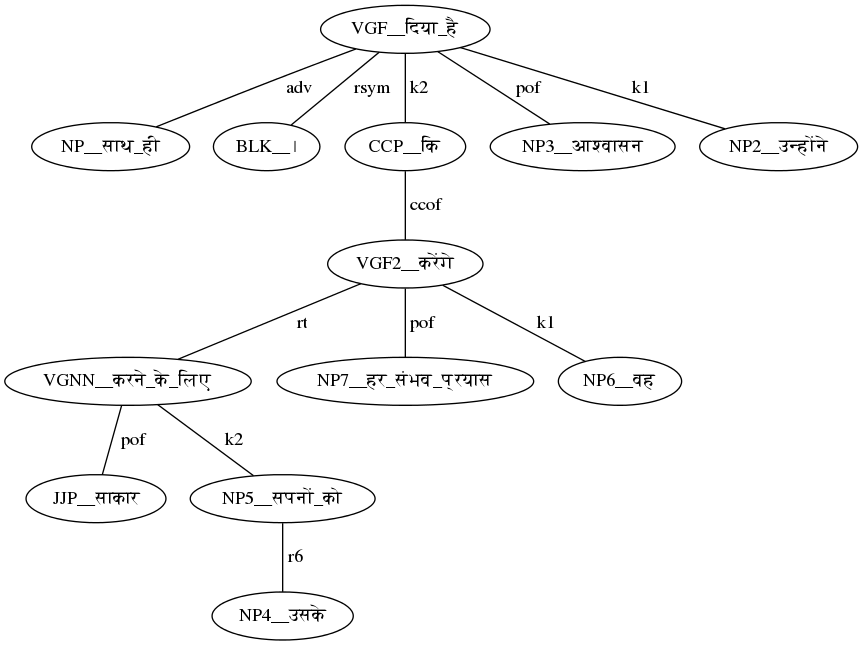 VGF__दिया_है
adv rsym k2 pof k1
NP__साथ_ही BLK__। CCP__कि NP3__आश्वासन NP2__उन्होंने
ccof
VGF2__करेंगे
rt pof k1
VGNN__करने_के_लिए NP7__हर_संभव_प्रयास NP6__वह
pof k2
JJP__साकार NP5__सपनों_को
r6
NP4__उसके